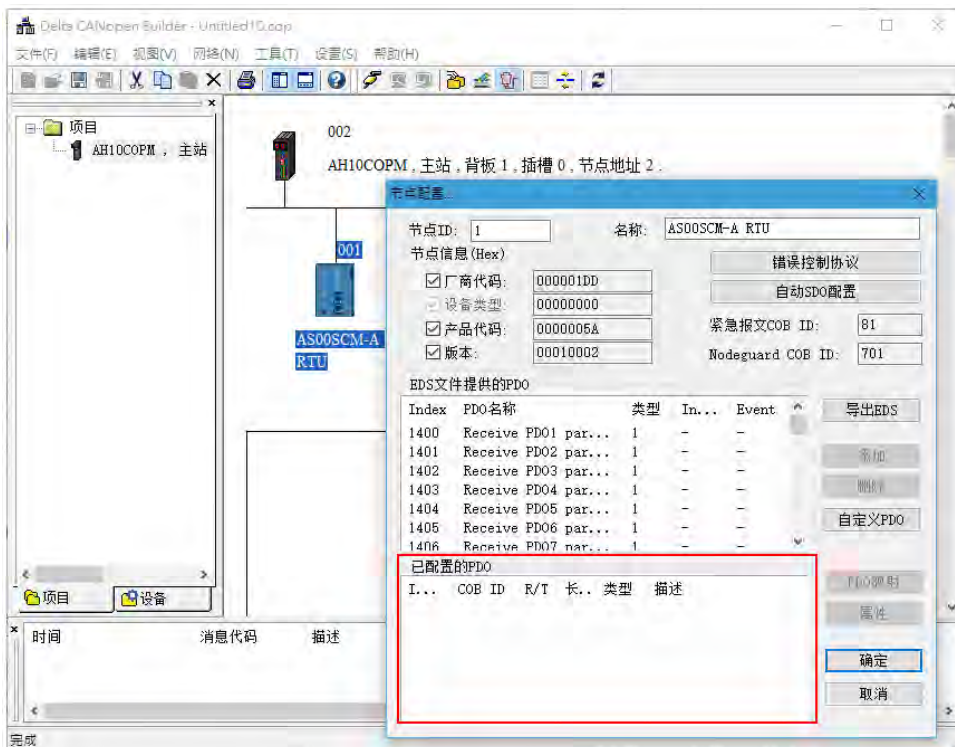 Delta CANopen Builder - Untitled10.cop
文件(F) 编辑(E) 视图(V) 网络(N) 工具(T) 设置(S) 帮助(H)
项目
AH10COPM , 主站
002
AH10COPM , 主站 , 背板 1 , 插槽 0 , 节点地址 2 .
001
AS00SCM-A
RTU
节点配置...
节点ID: 1 名称: AS00SCM-A RTU
节点信息(Hex)
错误控制协议
厂商代码: 000001DD
自动SDO配置
设备类型: 00000000
产品代码: 0000005A
紧急报文COB ID: 81
版本: 00010002
Nodeguard COB ID: 701
EDS文件提供的PDO
Index PDO名称 类型 In... Event
导出EDS
1400 Receive PDO1 par... 1 - -
1401 Receive PDO2 par... 1 - -
1402 Receive PDO3 par... 1 - -
添加
1403 Receive PDO4 par... 1 - -
删除
1404 Receive PDO5 par... 1 - -
1405 Receive PDO6 par... 1 - -
自定义PDO
1406 Receive PDO7 par... 1 - -
已配置的PDO
I... COB ID R/T 长.. 类型 描述
PDO映射
属性
确定
取消
项目 设备
时间 消息代码 描述
完成